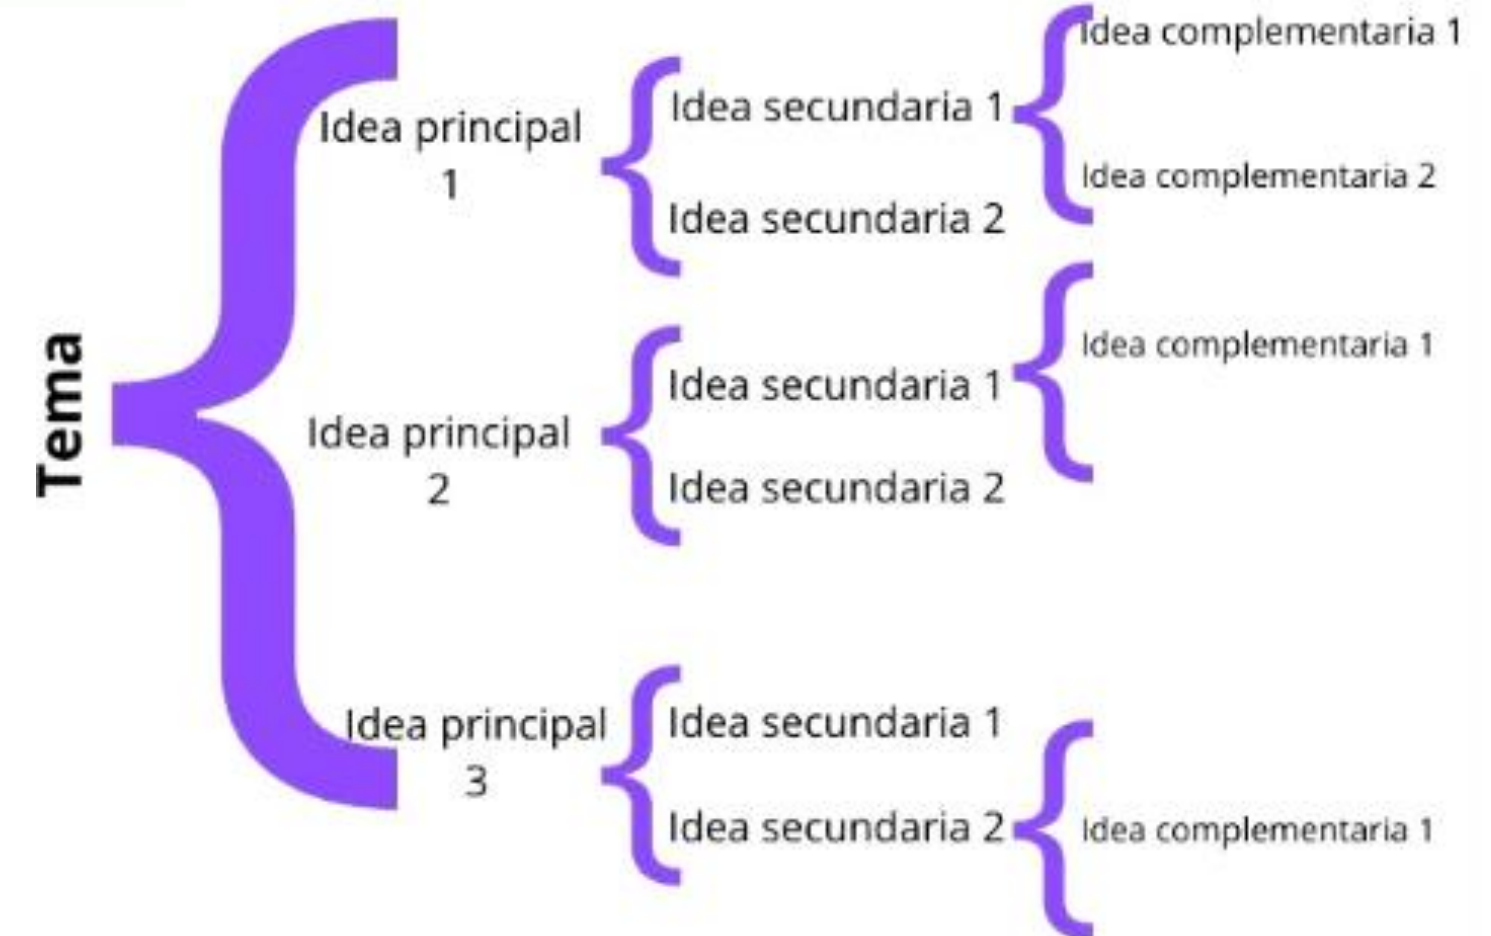 Tema
Idea principal
1
Idea secundaria 1
Idea complementaria 1
Idea complementaria 2
Idea secundaria 2
Idea principal
2
Idea secundaria 1
Idea complementaria 1
Idea secundaria 2
Idea principal
3
Idea secundaria 1
Idea secundaria 2
Idea complementaria 1